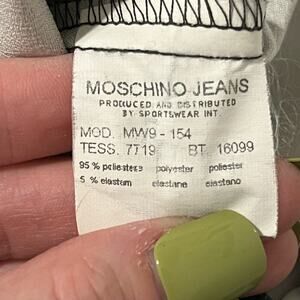 MOSCHINO JEANS
PRODUCED AND DISTRIBUTED
BY SPORTSWEAR INT.
MOD. MW9 - 154
TESS. 7T19 BT. 16099
95 % poliestere polyester poliester
5 % elastam elastane elastano